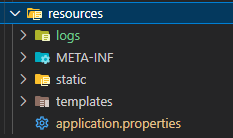 resources
logs
META-INF
static
templates
application.properties